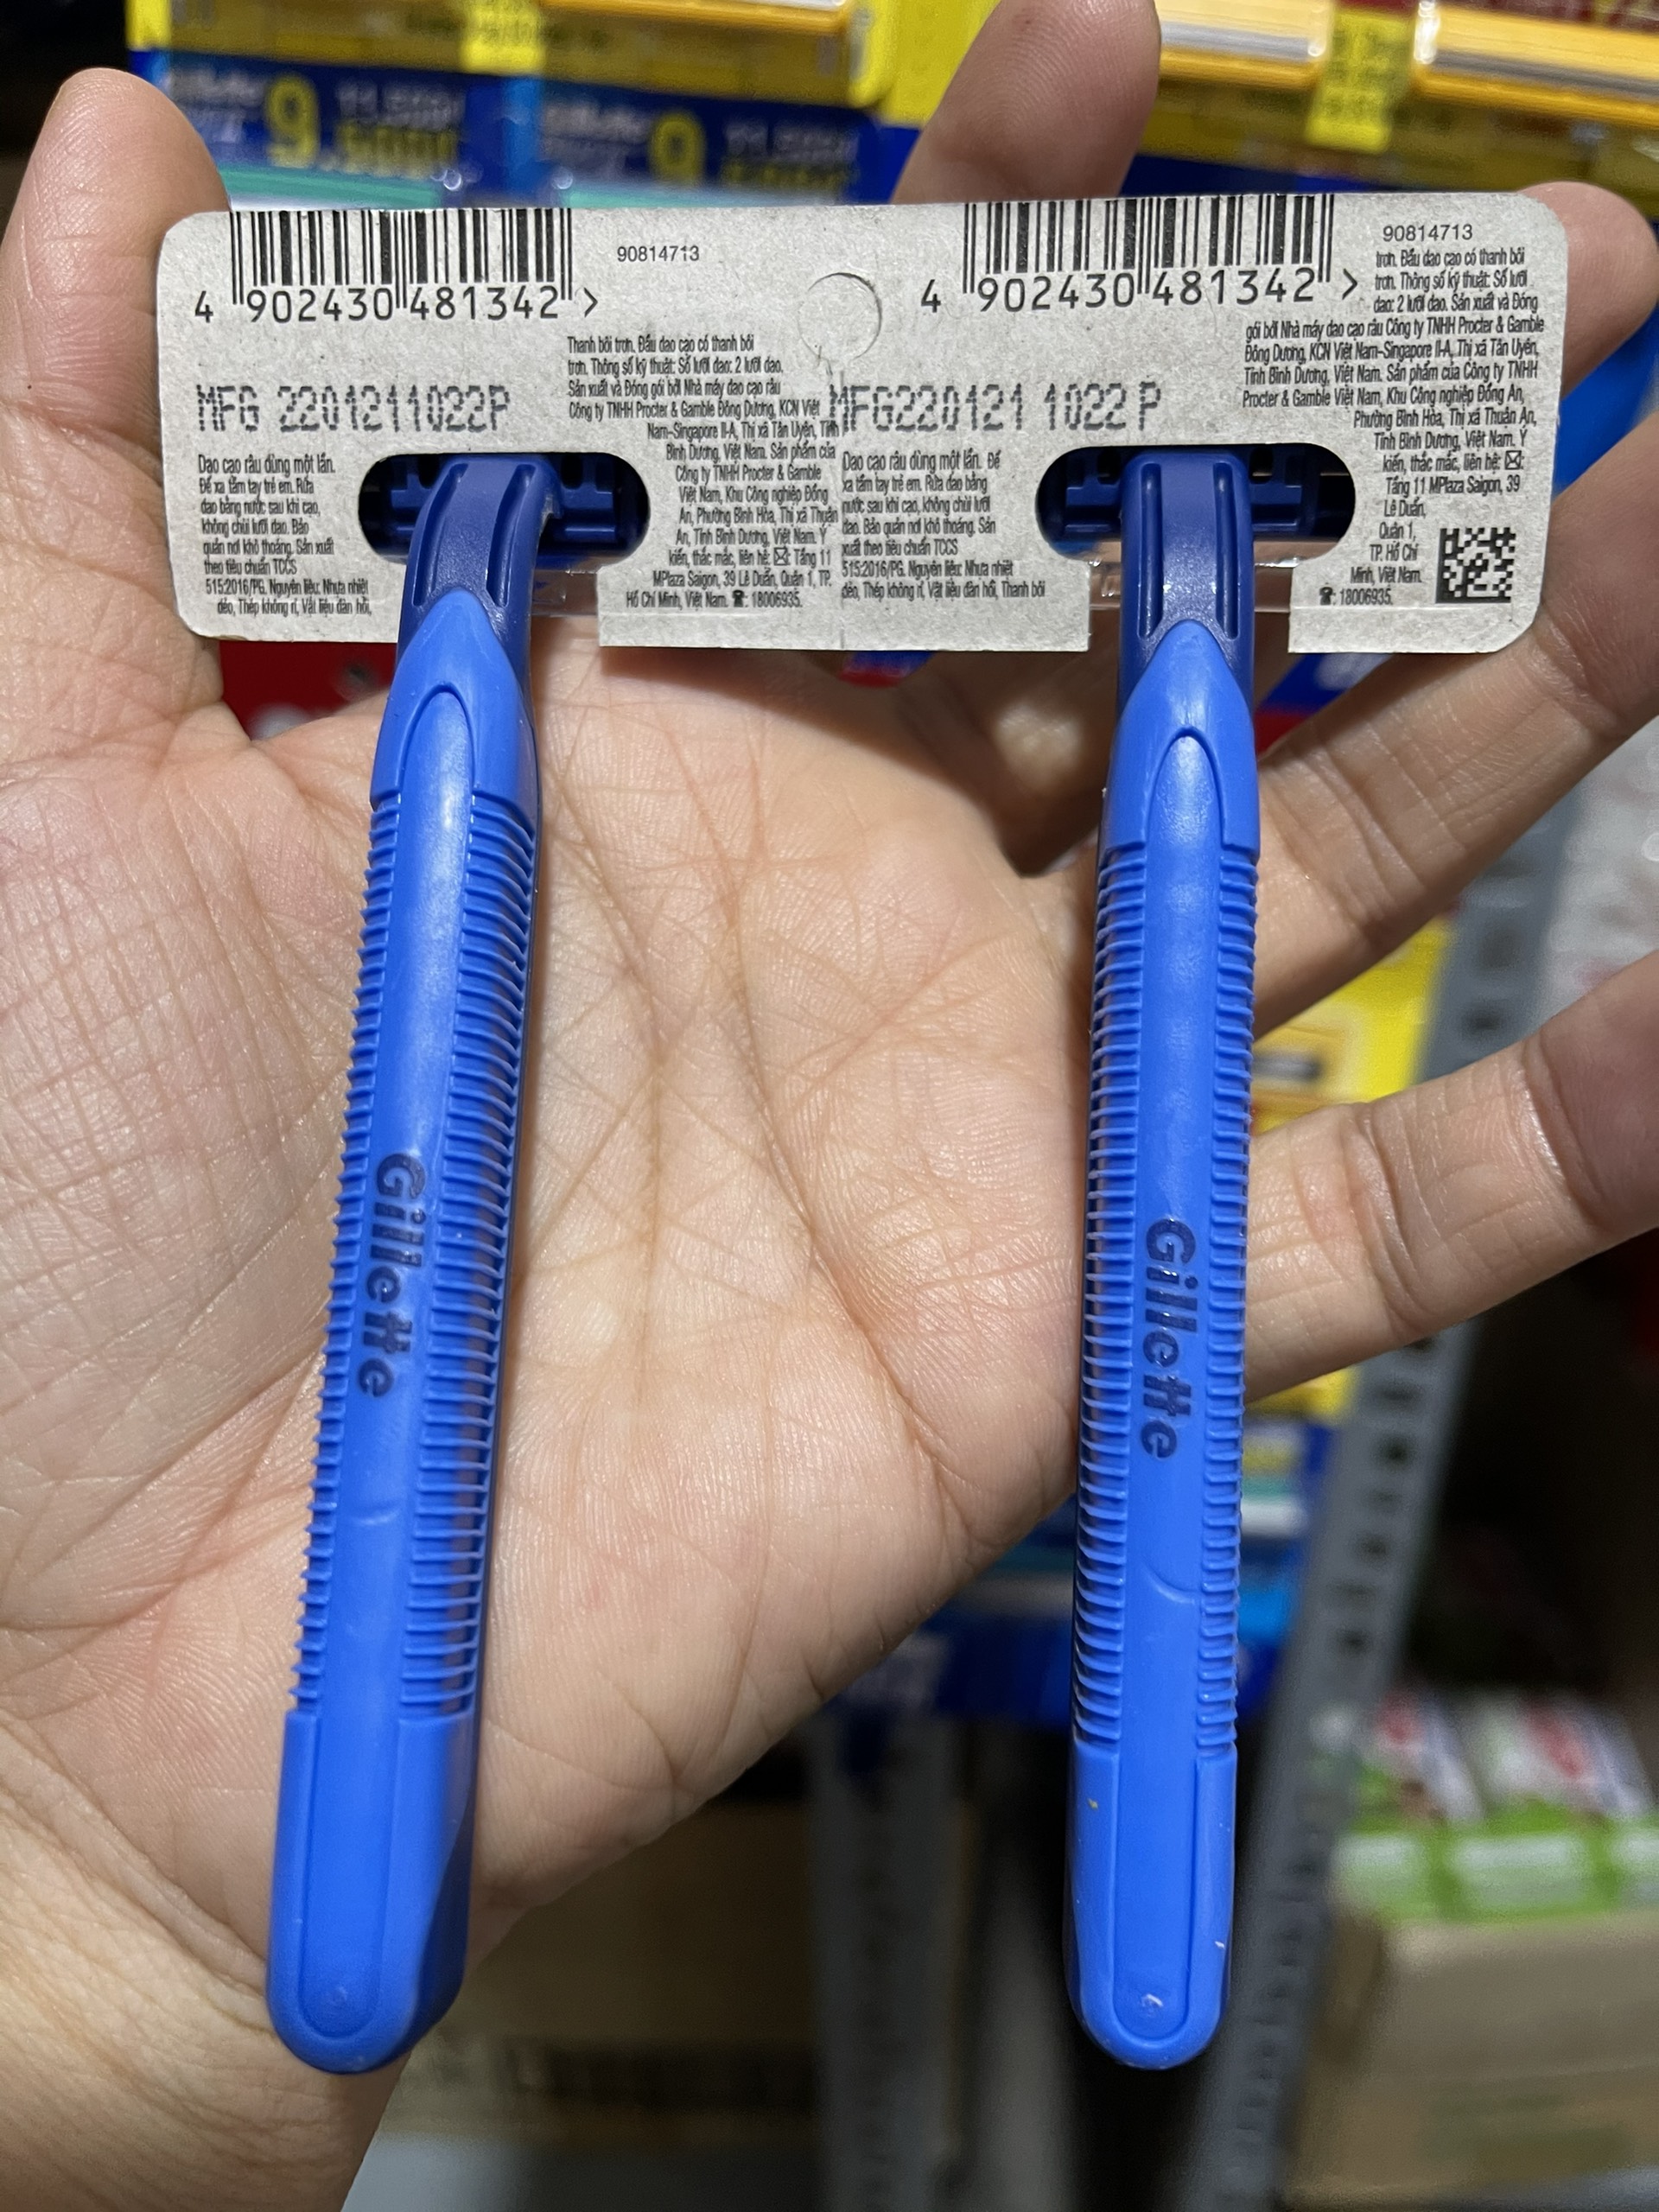 9
9
90814713
4 902430 481342 >
MFG 2201211022P
Thanh bôi trơn. Đầu dao cạo có thanh bôi
trơn. Thông số kỹ thuật: Số lưỡi dao: 2 lưỡi dao.
Sản xuất và Đóng gói bởi Nhà máy dao cạo râu
Công ty TNHH Procter & Gamble Đông Dương, KCN Việt
Nam-Singapore II-A, Thị xã Tân Uyên, Tỉnh
Bình Dương, Việt Nam. Sản phẩm của
Công ty TNHH Procter & Gamble
Việt Nam, Khu Công nghiệp Đồng
An, Phường Bình Hòa, Thị xã Thuận
An, Tỉnh Bình Dương, Việt Nam. Ý
kiến, thắc mắc, liên hệ: Tầng 11
MPlaza Saigon, 39 Lê Duẩn, Quận 1, TP.
Hồ Chí Minh, Việt Nam. : 18006935.
Dao cạo râu dùng một lần.
Để xa tầm tay trẻ em. Rửa
dao bằng nước sau khi cạo,
không chùi lưỡi dao. Bảo
quản nơi khô thoáng. Sản xuất
theo tiêu chuẩn TCCS
515:2016/PG. Nguyên liệu: Nhựa nhiệt
dẻo, Thép không rỉ, Vật liệu đàn hồi,
4 902430 481342 >
90814713
MFG220121 1022 P
Dao cạo râu dùng một lần. Để
xa tầm tay trẻ em. Rửa dao bằng
nước sau khi cạo, không chùi lưỡi
dao. Bảo quản nơi khô thoáng. Sản
xuất theo tiêu chuẩn TCCS
515:2016/PG. Nguyên liệu: Nhựa nhiệt
dẻo, Thép không rỉ, Vật liệu đàn hồi, Thanh bôi
trơn. Đầu dao cạo có thanh bôi
trơn. Thông số kỹ thuật: Số lưỡi
dao: 2 lưỡi dao. Sản xuất và Đóng
gói bởi Nhà máy dao cạo râu Công ty TNHH Procter & Gamble
Đông Dương, KCN Việt Nam-Singapore II-A, Thị xã Tân Uyên,
Tỉnh Bình Dương, Việt Nam. Sản phẩm của Công ty TNHH
Procter & Gamble Việt Nam, Khu Công nghiệp Đồng An,
Phường Bình Hòa, Thị xã Thuận An,
Tỉnh Bình Dương, Việt Nam. Ý
kiến, thắc mắc, liên hệ:
Tầng 11 MPlaza Saigon, 39
Lê Duẩn,
Quận 1,
TP. Hồ Chí
Minh, Việt Nam.
: 18006935.
Gillette
Gillette